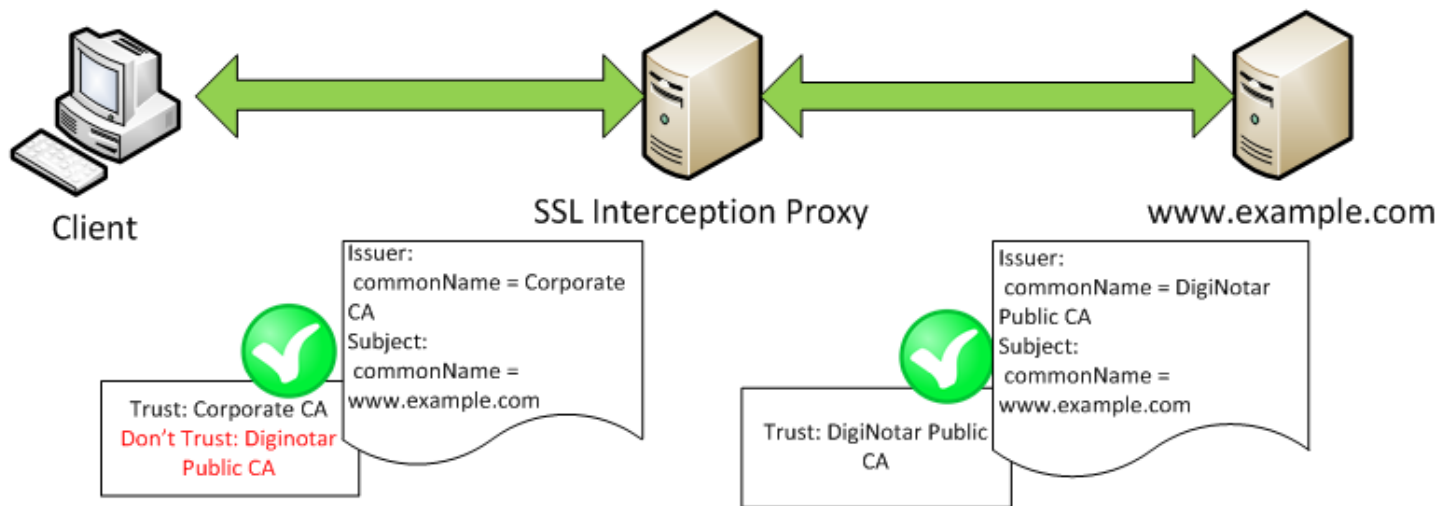 Client
SSL Interception Proxy
www.example.com
Issuer:
commonName = Corporate
CA
Subject:
commonName =
www.example.com
Trust: Corporate CA
Don't Trust: Diginotar
Public CA
Issuer:
commonName = DigiNotar
Public CA
Subject:
commonName =
www.example.com
Trust: DigiNotar Public
CA